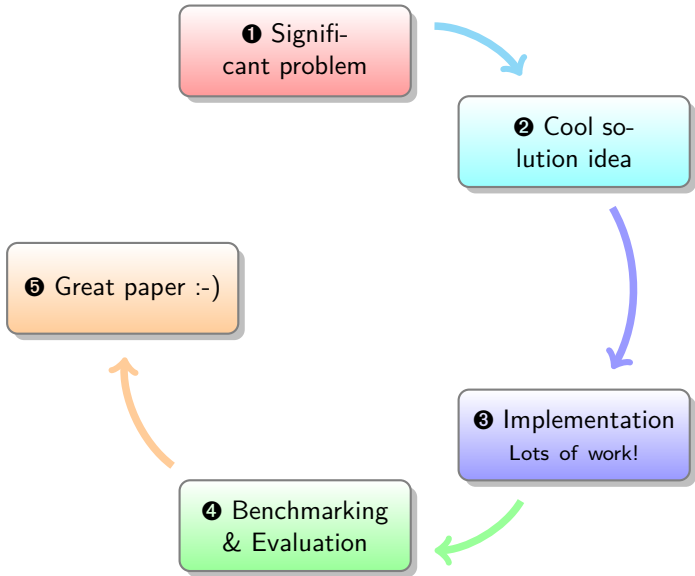 ❶ Signifi-
cant problem
❷ Cool so-
lution idea
❸ Implementation
Lots of work!
❹ Benchmarking
& Evaluation
❺ Great paper :-)